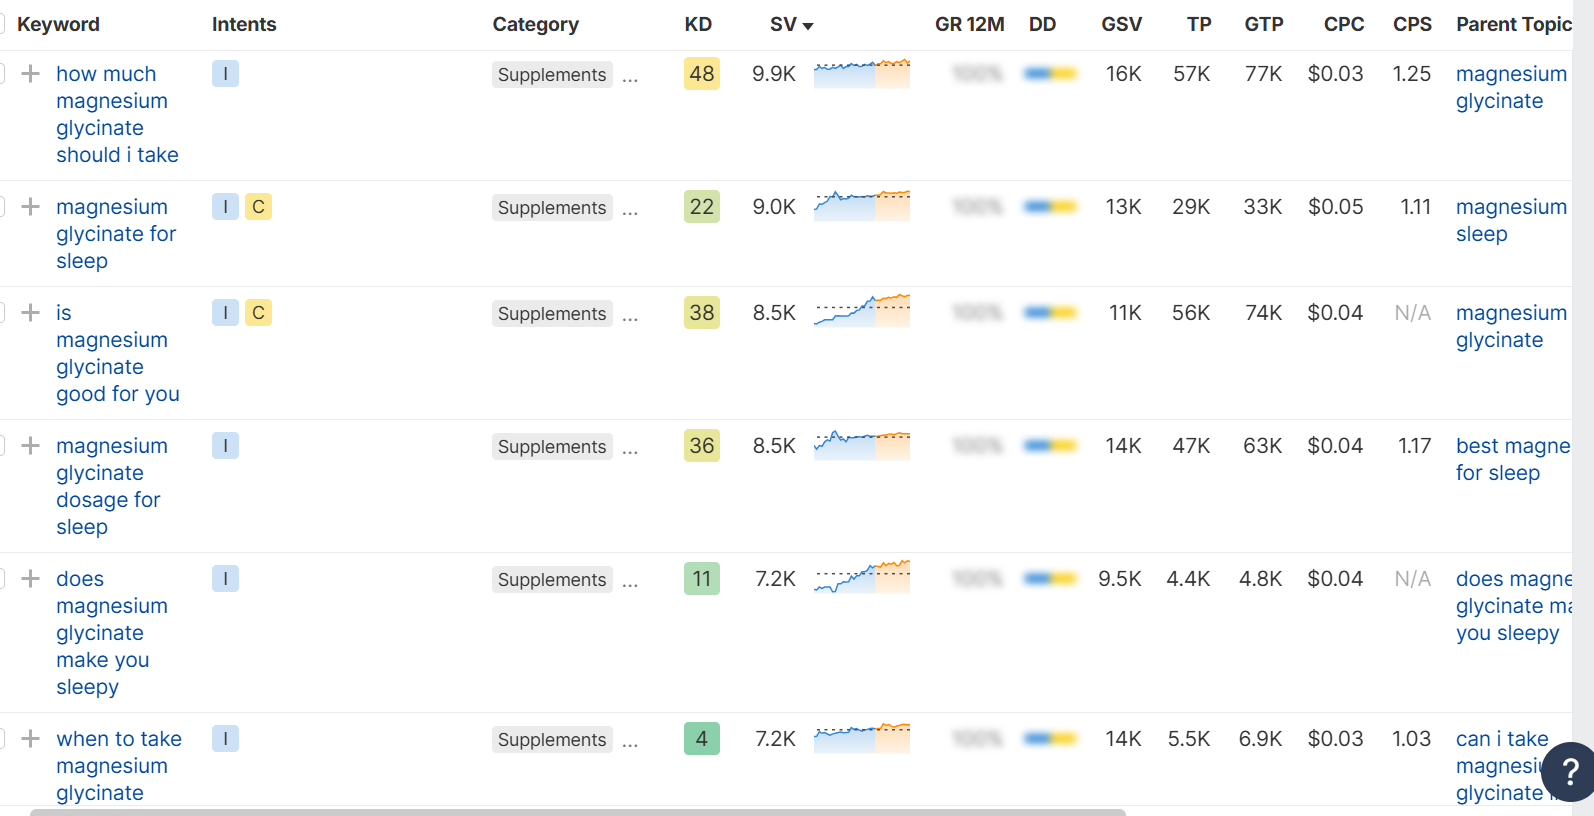 Keyword Intents Category KD SV GR 12M DD GSV TP GTP CPC CPS Parent Topic
how much I Supplements ... 48 9.9K 16K 57K 77K $0.03 1.25 magnesium
magnesium glycinate
glycinate
should i take
magnesium I C Supplements ... 22 9.0K 13K 29K 33K $0.05 1.11 magnesium
glycinate for sleep
sleep
is I C Supplements ... 38 8.5K 11K 56K 74K $0.04 N/A magnesium
magnesium glycinate
glycinate
good for you
magnesium I Supplements ... 36 8.5K 14K 47K 63K $0.04 1.17 best magne
glycinate for sleep
dosage for
sleep
does I Supplements ... 11 7.2K 9.5K 4.4K 4.8K $0.04 N/A does magne
magnesium glycinate ma
glycinate you sleepy
make you
sleepy
when to take I Supplements ... 4 7.2K 14K 5.5K 6.9K $0.03 1.03 can i take
magnesium magnesiu
glycinate glycinate
?